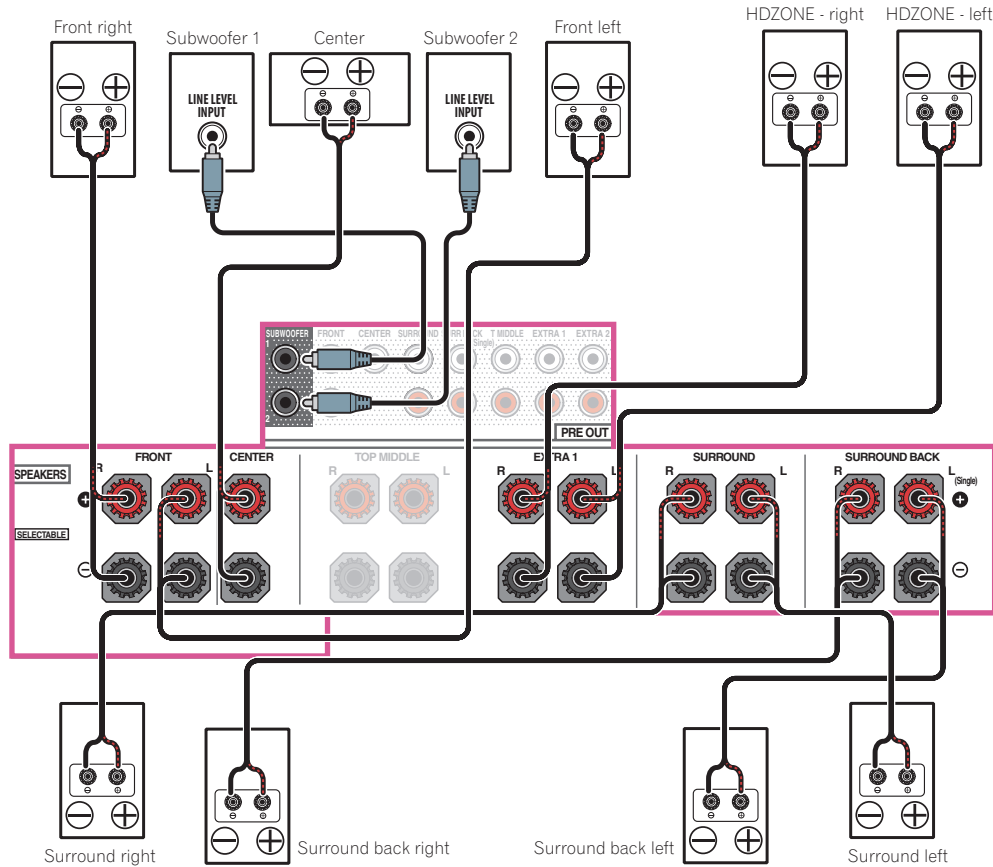 HDZONE - right HDZONE - left
Front right Subwoofer 1 Center Subwoofer 2 Front left
LINE LEVEL
INPUT
LINE LEVEL
INPUT
SUBWOOFER FRONT CENTER SURROUND T MIDDLE EXTRA 1 EXTRA 2
1
2
PRE OUT
SPEAKERS
SELECTABLE
FRONT
R L
CENTER
TOP MIDDLE
R L
EXTRA 1
R L
SURROUND
R L
SURROUND BACK
R L
(Single)
Surround right Surround back right Surround back left Surround left